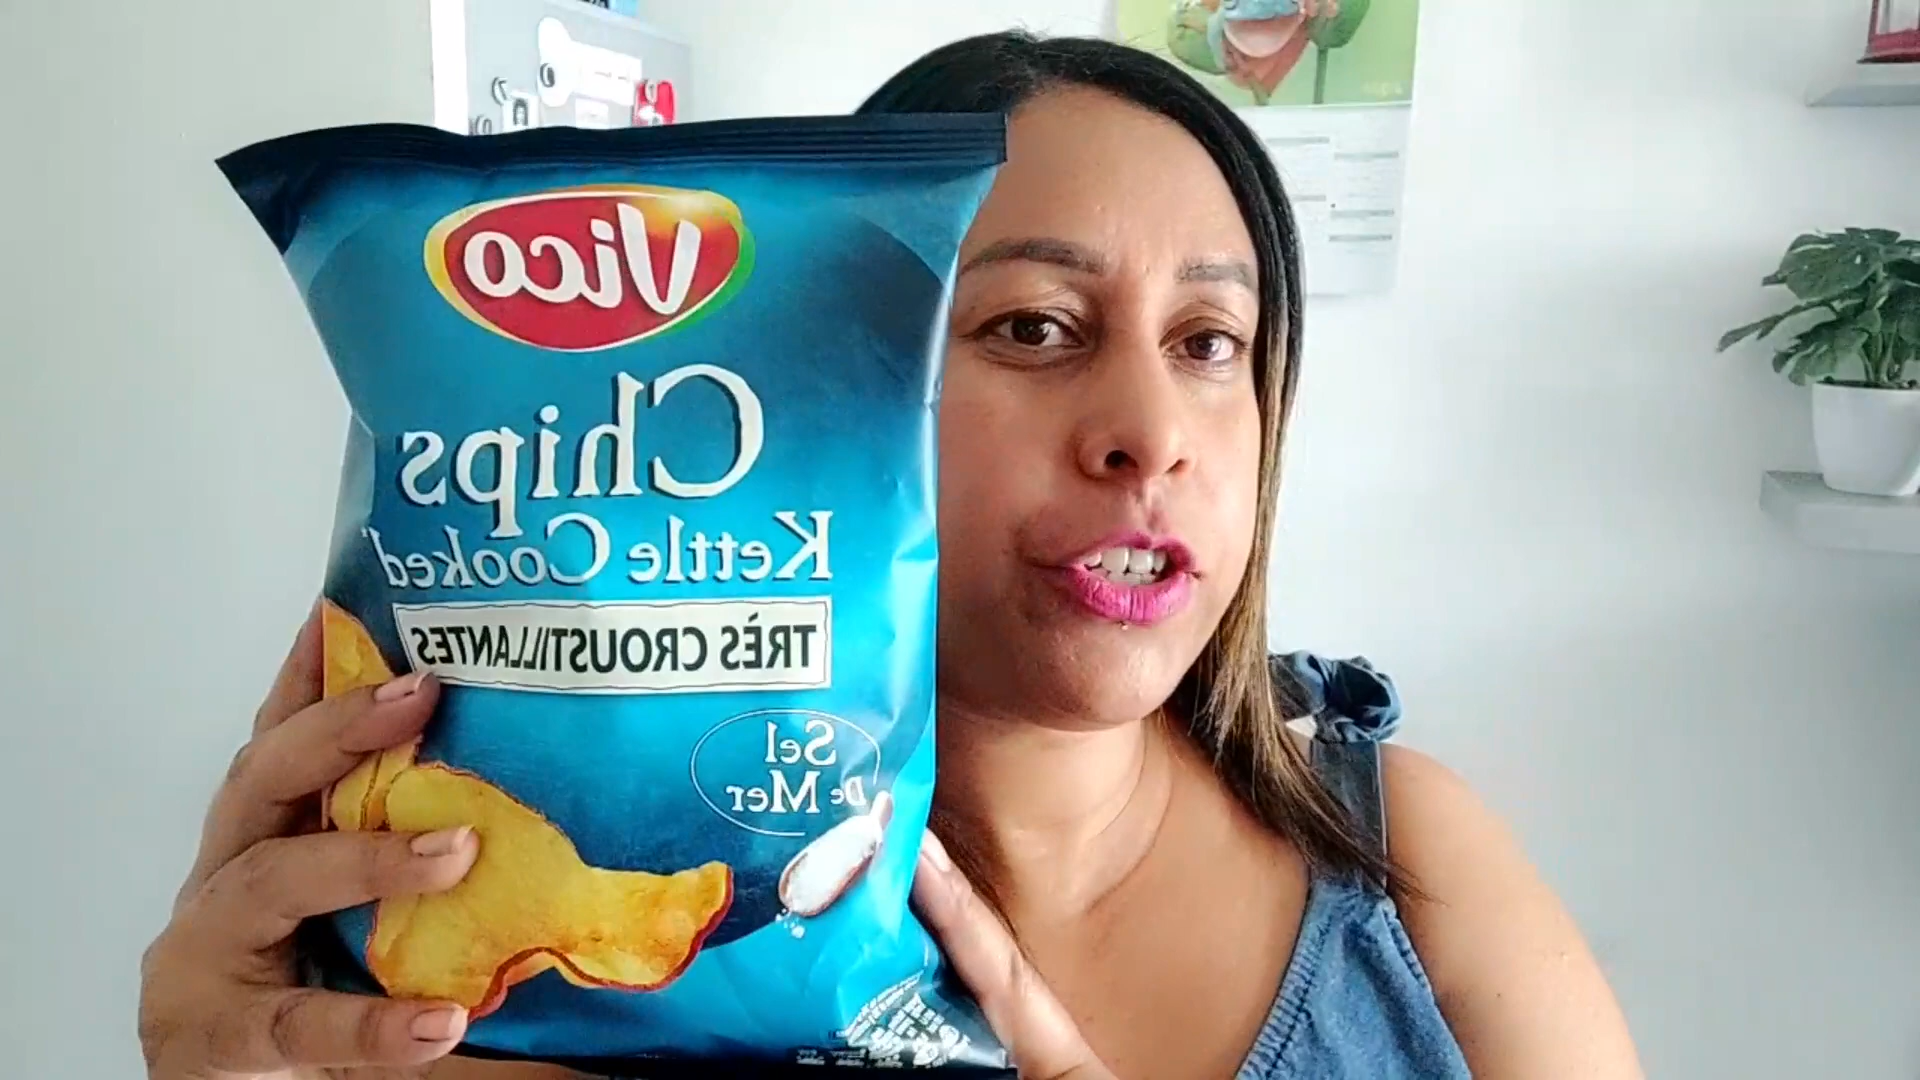 Vico
Chips
Kettle Cooked
TRÈS CROUSTILLANTES
Sel
De Mer